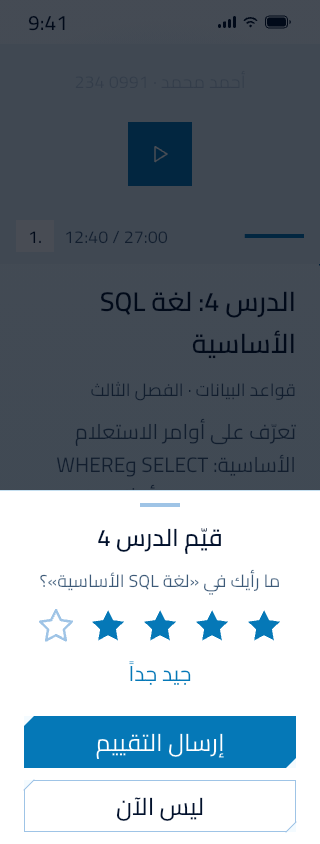 9:41
أحمد محمد · 0991 234
1.
12:40 / 27:00
الدرس 4: لغة SQL
الأساسية
قواعد البيانات · الفصل الثالث
تعرّف على أوامر الاستعلام
الأساسية: SELECT وWHERE
قيّم الدرس 4
ما رأيك في «لغة SQL الأساسية»؟
جيد جداً
إرسال التقييم
ليس الآن